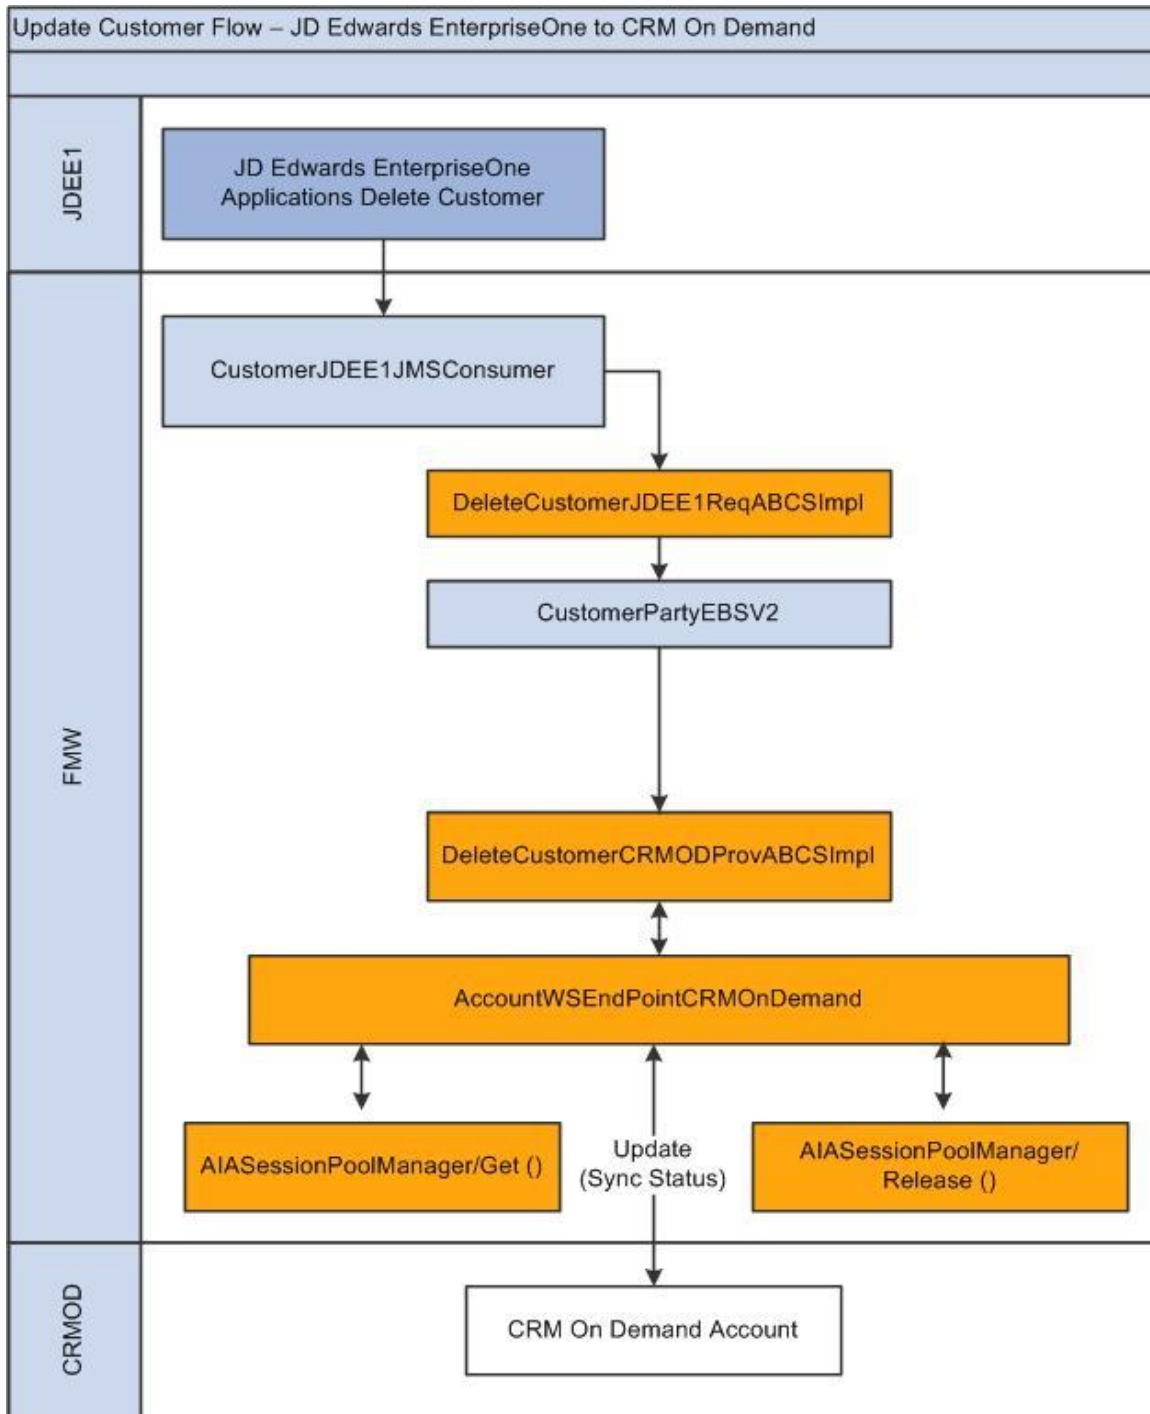 Update Customer Flow – JD Edwards EnterpriseOne to CRM On Demand
JDEE1
JD Edwards EnterpriseOne
Applications Delete Customer
FMW
CustomerJDEE1JMSConsumer
DeleteCustomerJDEE1ReqABCSImpl
CustomerPartyEBSV2
DeleteCustomerCRMODProvABCSImpl
AccountWSEndPointCRMOnDemand
AIASessionPoolManager/Get ()
Update
(Sync Status)
AIASessionPoolManager/
Release ()
CRMOD
CRM On Demand Account